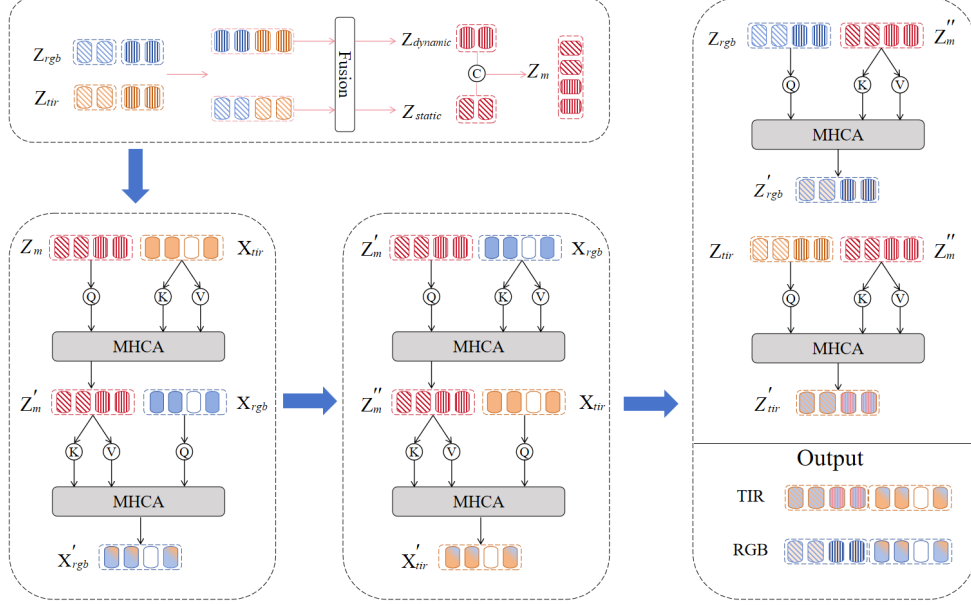 Z_rgb
Z_tir
Fusion
Z_dynamic
C
Z_static
Z_m
Z_m X_tir
Q K V
MHCA
Z'_m X_rgb
K V Q
MHCA
X'_rgb
Z'_m X_rgb
Q K V
MHCA
Z''_m X_tir
K V Q
MHCA
X'_tir
Z_rgb Z''_m
Q K V
MHCA
Z'_rgb
Z_tir Z''_m
Q K V
MHCA
Z'_tir
Output
TIR
RGB